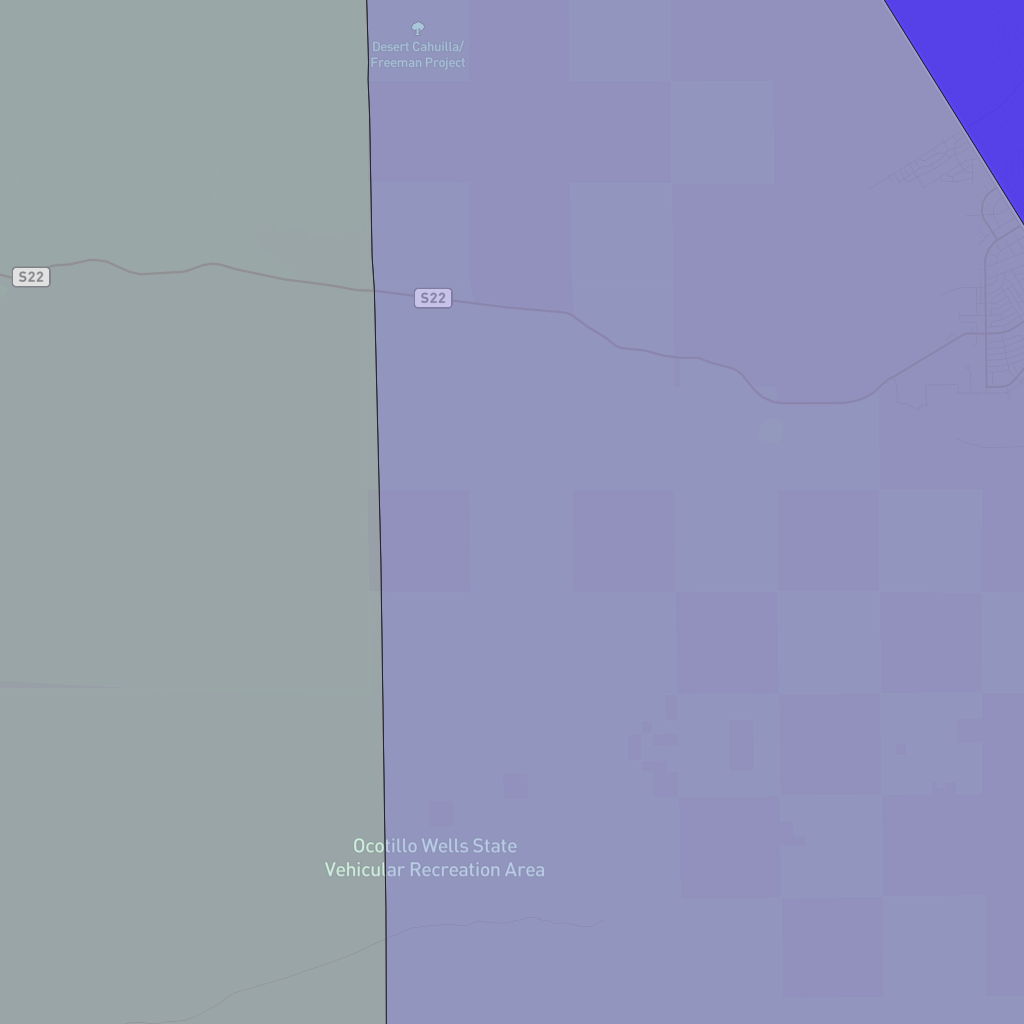 Desert Cahuilla/
Freeman Project
S22
S22
Ocotillo Wells State
Vehicular Recreation Area